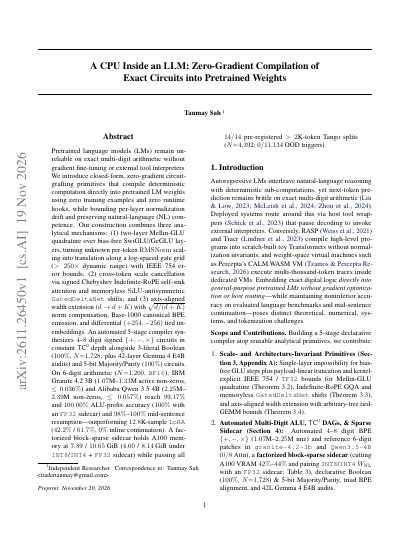 A CPU Inside an LLM: Zero-Gradient Compilation of
Exact Circuits into Pretrained Weights
Tanmay Sah 1
Abstract
Pretrained language models (LMs) remain un-
reliable on exact multi-digit arithmetic without
gradient fine-tuning or external tool interpreters.
We introduce closed-form, zero-gradient circuit-
grafting primitives that compile deterministic
computation directly into pretrained LM weights
using zero training examples and zero runtime
hooks, while bounding per-layer normalization
drift and preserving natural-language (NL) com-
petence. Our construction combines three ana-
lytical mechanisms: (1) two-layer Mellin-GLU
quadrature over bias-free SwiGLU/GeGLU lay-
ers, turning unknown per-token RMSNorm scal-
ing into translation along a log-spaced gate grid
(> 250× dynamic range) with IEEE 754 er-
ror bounds; (2) cross-token scale cancellation
via signed Chebyshev Indefinite-RoPE self-atten-
tion and memoryless SiLU-antisymmetric
GatedDeltaNet shifts; and (3) axis-aligned
width extension (d → d+K) with √(d/(d + K))
norm compensation, Base-1000 canonical BPE
emission, and deterministic (+254, −256) fused un-
embeddings. An automated 5-stage compiler syn-
thesizes 4–8 digit signed {+, −, ×} circuits in
constant TC0 depth alongside 3-literal Boolean
(100%, N=1,728; plus 42-layer Gemma 4 E4B
audits) and 5-bit Majority/Parity (100%) circuits.
On 6-digit arithmetic (N=1,200, BF16), IBM
Granite 4.2 3B (1.07M–1.33M active non-zeros,
≤ 0.036%) and Alibaba Qwen 3.5 4B (2.25M–
2.39M non-zeros, ≤ 0.057%) reach 99.17%
and 100.00% ALU-perfect accuracy (100% with
an FP32 sidecar) and 98%–100% mid-sentence
resumption—outperforming 12.8K-sample LoRA
(42.2% / 61.7%, 0% inline continuation). A fac-
torized block-sparse sidecar holds A100 memory
at 7.89 / 10.65 GiB (4.60 / 8.14 GiB under
INT8/INT4 + FP32 sidecar) while passing all
1Independent Researcher. Correspondence to: Tanmay Sah
<tradertanmay@gmail.com>.
Preprint. November 20, 2026.
14/14 pre-registered > 2K-token Tango splits
(N=4,392; 0/11,134 OOD triggers).
1. Introduction
Autoregressive LMs interleave natural-language reasoning
with deterministic sub-computations, yet next-token pre-
diction remains brittle on exact multi-digit arithmetic (Liu
& Low, 2023; McLeish et al., 2024; Zhou et al., 2024).
Deployed systems route around this via host tool wrap-
pers (Schick et al., 2023) that pause decoding to invoke
external interpreters. Conversely, RASP (Weiss et al., 2021)
and Tracr (Lindner et al., 2023) compile high-level pro-
grams into scratch-built toy Transformers without normal-
ization invariants, and weight-space virtual machines such
as Percepta's CALM WASM VM (Tzamos & Percepta Re-
search, 2026) execute multi-thousand-token traces inside
dedicated VMs. Embedding exact digital logic directly into
general-purpose pretrained LMs without gradient optimiza-
tion or host routing—while maintaining noninferior accu-
racy on evaluated language benchmarks and mid-sentence
continuation—poses distinct theoretical, numerical, sys-
tems, and tokenization challenges
Scope and Contributions. Building a 5-stage declarative
compiler atop reusable analytical primitives, we contribute:
1. Scale- and Architecture-Invariant Primitives (Sec-
tion 3, Appendix A): Single-layer impossibility for bias-
free GLU steps plus payload-local truncation and kernel-
explicit IEEE 754 / TF32 bounds for Mellin-GLU
quadrature (Theorem 3.2), Indefinite-RoPE GQA and
memoryless GatedDeltaNet shifts (Theorem 3.3),
and axis-aligned width extension with arbitrary-tree tied-
GEMM bounds (Theorem 3.4).
2. Automated Multi-Digit ALU, TC0 DAGs, & Sparse
Sidecar (Section 4): Automated 4–8-digit BPE
{+, −, ×} (1.07M–2.25M nnz) and reference 6-digit
patches in granite-4.2-3b and Qwen3.5-4B
(0/8 Attn), a factorized block-sparse sidecar (cutting
A100 VRAM 42%–44% and pairing INT8/INT4
with an FP32 sidecar; Table 3), declarative Boolean
(100%, N=1,728) & 5-bit Majority/Parity, triad BPE
alignment, and 42L Gemma 4 E4B audits.
1
arXiv:2611.26450v1 [cs.AI] 19 Nov 2026